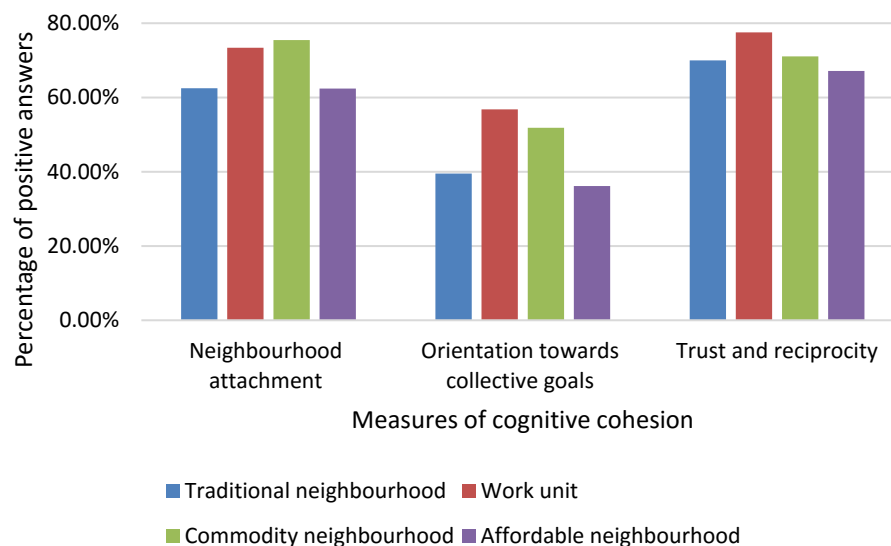 80.00%
60.00%
40.00%
20.00%
0.00%
Percentage of positive answers
Neighbourhood
attachment
Orientation towards
collective goals
Trust and reciprocity
Measures of cognitive cohesion
Traditional neighbourhood Work unit
Commodity neighbourhood Affordable neighbourhood